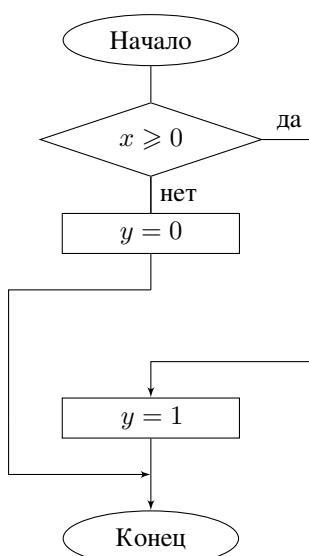 Начало
x ⩾ 0
да
нет
y = 0
y = 1
Конец